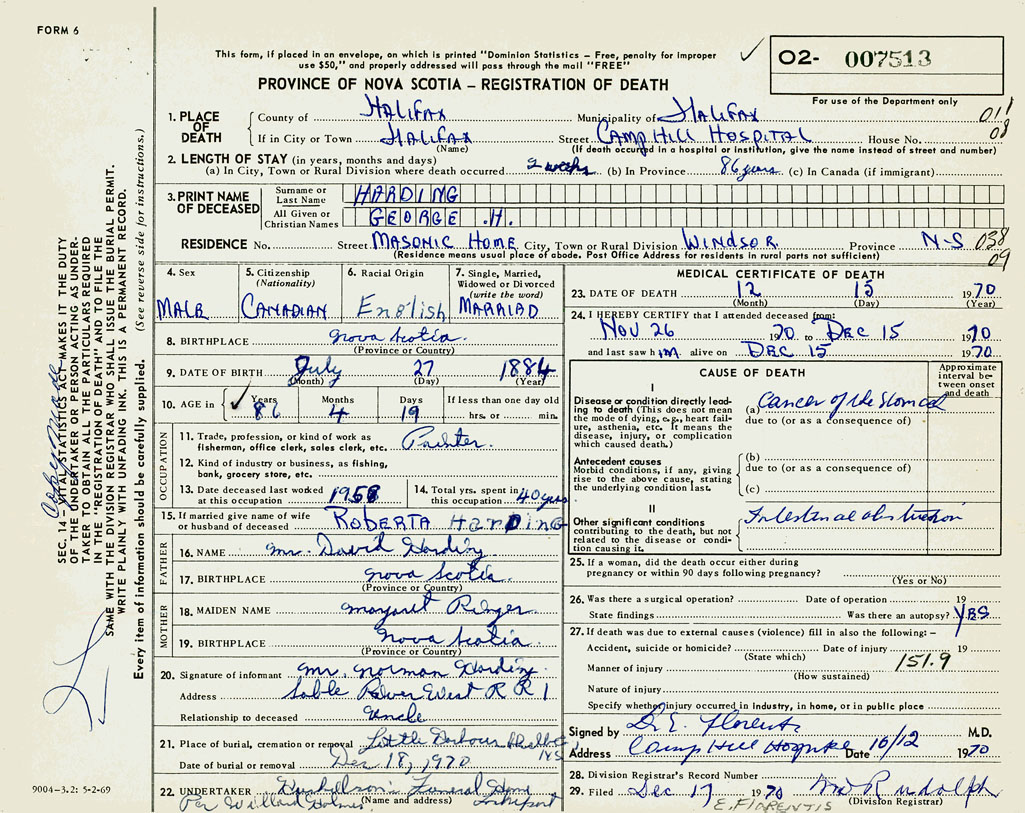 FORM 6
This form, if placed in an envelope, on which is printed "Dominion Statistics – Free, penalty for improper
use $50," and properly addressed will pass through the mail "FREE"
PROVINCE OF NOVA SCOTIA – REGISTRATION OF DEATH
O2- 007513
For use of the Department only
1. PLACE OF DEATH
County of HALIFAX Municipality of HALIFAX 011
If in City or Town HALIFAX Street CAMP HILL HOSPITAL House No. 08
(Name) (If death occurred in a hospital or institution, give the name instead of street and number)
2. LENGTH OF STAY (in years, months and days)
(a) In City, Town or Rural Division where death occurred 2 weeks (b) In Province 86 years (c) In Canada (if immigrant)
3. PRINT NAME OF DECEASED
Surname or Last Name HARDING
All Given or Christian Names GEORGE .H.
RESIDENCE No. Street MASONIC HOME City, Town or Rural Division WINDSOR Province N-S 038
(Residence means usual place of abode. Post Office Address for residents in rural parts not sufficient) 09
4. Sex MALE
5. Citizenship (Nationality) CANADIAN
6. Racial Origin English
7. Single, Married, Widowed or Divorced (write the word) MARRIED
8. BIRTHPLACE Nova Scotia
(Province or Country)
9. DATE OF BIRTH July 27 1884
(Month) (Day) (Year)
10. AGE in Years Months Days If less than one day old
86 4 19 hrs. or min.
OCCUPATION
11. Trade, profession, or kind of work as fisherman, office clerk, sales clerk, etc. Painter.
12. Kind of industry or business, as fishing, bank, grocery store, etc.
13. Date deceased last worked at this occupation 1958
14. Total yrs. spent in this occupation 40 years
15. If married give name of wife or husband of deceased ROBERTA HARDING
FATHER
16. NAME Mr. David Harding
17. BIRTHPLACE Nova Scotia
(Province or Country)
MOTHER
18. MAIDEN NAME Margaret Ringer
19. BIRTHPLACE Nova Scotia
(Province or Country)
20. Signature of informant Mr. Norman Harding.
Address Sable River West R R 1
Relationship to deceased Uncle
21. Place of burial, cremation or removal Little Harbour NS
Date of burial or removal Dec 18, 1970
22. UNDERTAKER Funeral Home
Per Willard Holmes (Name and address) Lockeport
MEDICAL CERTIFICATE OF DEATH
23. DATE OF DEATH 12 15 1970
(Month) (Day) (Year)
24. I HEREBY CERTIFY that I attended deceased from:
Nov 26 1970 to DEC 15 1970
and last saw him alive on DEC 15 1970
CAUSE OF DEATH
Approximate interval between onset and death
I
Disease or condition directly leading to death (This does not mean the mode of dying, e.g., heart failure, asthenia, etc. It means the disease, injury, or complication which caused death.)
(a) Cancer of the stomach
due to (or as a consequence of)
Antecedent causes
Morbid conditions, if any, giving rise to the above cause, stating the underlying condition last.
(b)
due to (or as a consequence of)
(c)
II
Other significant conditions contributing to the death, but not related to the disease or condition causing it.
Intestinal obstruction
25. If a woman, did the death occur either during pregnancy or within 90 days following pregnancy?
(Yes or No)
26. Was there a surgical operation? Date of operation 19
State findings Was there an autopsy? YES
27. If death was due to external causes (violence) fill in also the following:–
Accident, suicide or homicide? Date of injury 19
(State which) 151.9
Manner of injury
(How sustained)
Nature of injury
Specify whether injury occurred in industry, in home, or in public place
Signed by Dr. E. Florentis M.D.
Address Camp Hill Date 16/12 1970
28. Division Registrar's Record Number
29. Filed Dec 17 1970 Rudolph
E. FLORENTIS (Division Registrar)
SEC. 14 – VITAL STATISTICS ACT MAKES IT THE DUTY
OF THE UNDERTAKER OR PERSON ACTING AS UNDER-
TAKER TO OBTAIN ALL THE PARTICULARS REQUIRED
IN THE "REGISTRATION OF DEATH" AND TO FILE THE
SAME WITH THE DIVISION REGISTRAR WHO SHALL ISSUE THE BURIAL PERMIT.
WRITE PLAINLY WITH UNFADING INK. THIS IS A PERMANENT RECORD.
Every item of information should be carefully supplied. (See reverse side for instructions.)
9004-3.2: 5-2-69